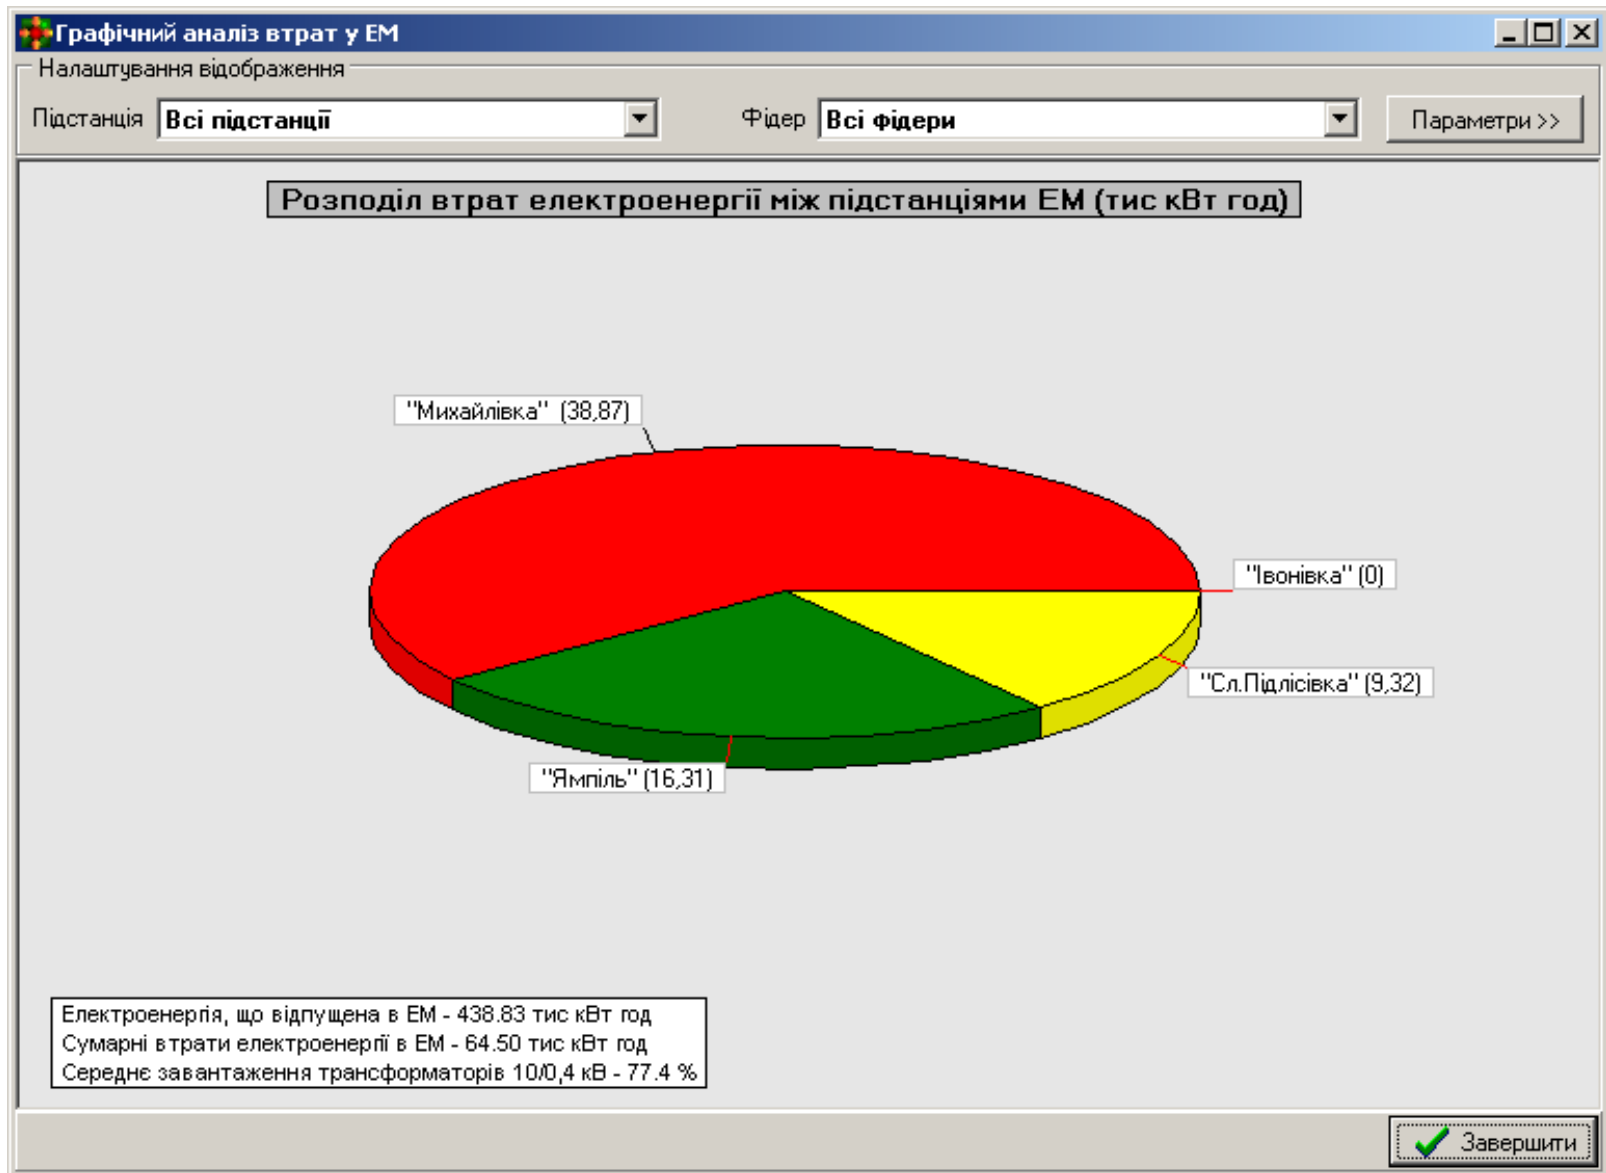 Графічний аналіз втрат у ЕМ
Налаштування відображення
Підстанція Всі підстанції Фідер Всі фідери Параметри >>
Розподіл втрат електроенергії між підстанціями ЕМ (тис кВт год)
"Михайлівка" (38,87)
"Івонівка" (0)
"Сл.Підлісівка" (9,32)
"Ямпіль" (16,31)
Електроенергія, що відпущена в ЕМ - 438.83 тис кВт год
Сумарні втрати електроенергії в ЕМ - 64.50 тис кВт год
Середнє завантаження трансформаторів 10/0,4 кВ - 77.4 %
Завершити